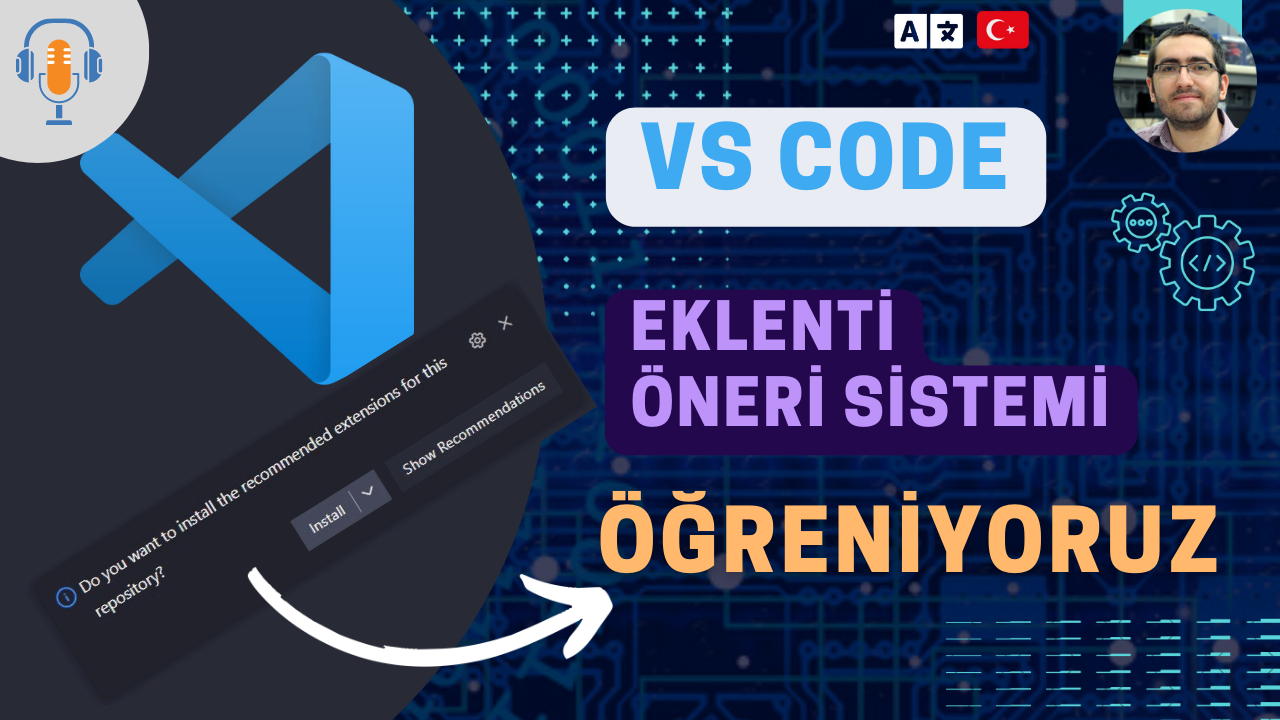 VS CODE
EKLENTİ
ÖNERİ SİSTEMİ
ÖĞRENİYORUZ
Do you want to install the recommended extensions for this
repository?
Install
Show Recommendations
A 文